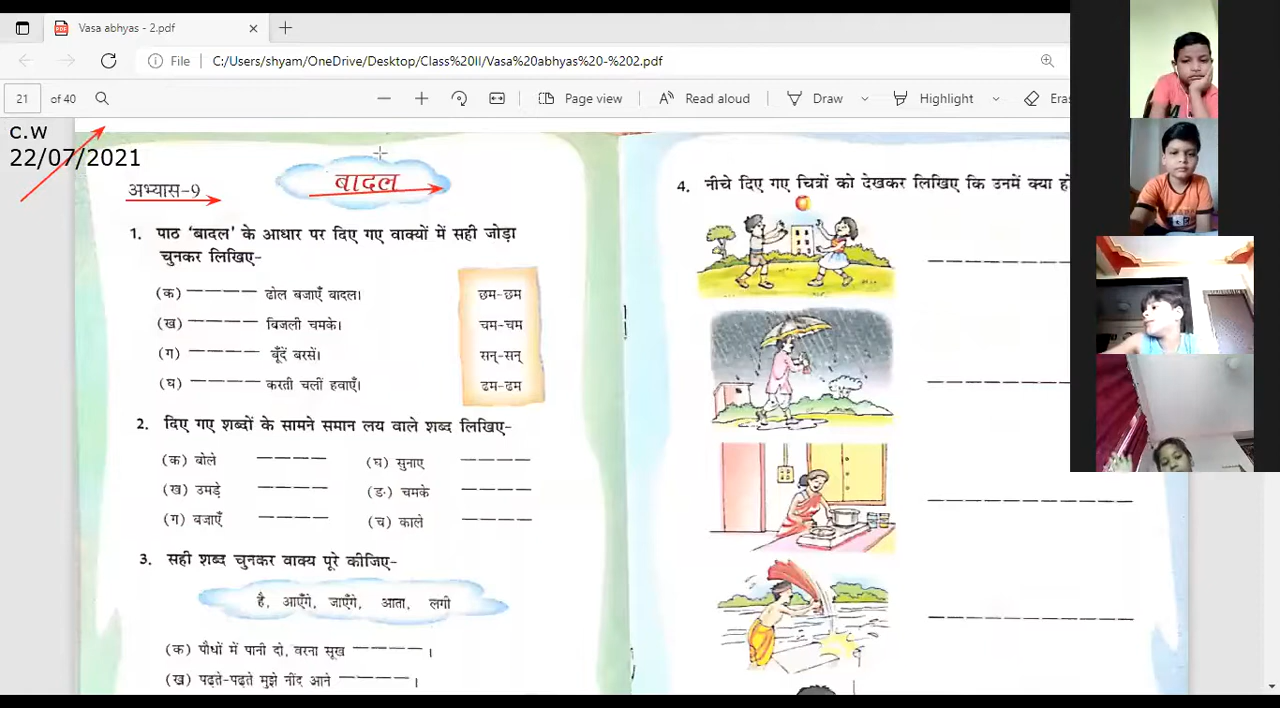 Vasa abhyas - 2.pdf
File
C:/Users/shyam/OneDrive/Desktop/Class%20II/Vasa%20abhyas%20-%202.pdf
21 of 40
Page view
Read aloud
Draw
Highlight
Eras
c.w
22/07/2021
अभ्यास-9
बादल
1. पाठ ‘बादल’ के आधार पर दिए गए वाक्यों में सही जोड़ा
चुनकर लिखिए-
(क) ————— ढोल बजाएँ बादल।
(ख) ————— बिजली चमके।
(ग) ————— बूँदें बरसें।
(घ) ————— करती चलीं हवाएँ।
छम-छम
चम-चम
सन्-सन्
ढम-ढम
2. दिए गए शब्दों के सामने समान लय वाले शब्द लिखिए-
(क) बोले ————— (घ) सुनाए —————
(ख) उमड़े ————— (ङ) चमके —————
(ग) बजाएँ ————— (च) काले —————
3. सही शब्द चुनकर वाक्य पूरे कीजिए-
है, आएँगे, जाएँगे, आता, लगी
(क) पौधों में पानी दो, वरना सूख ————— ।
(ख) पढ़ते-पढ़ते मुझे नींद आने ————— ।
4. नीचे दिए गए चित्रों को देखकर लिखिए कि उनमें क्या हो